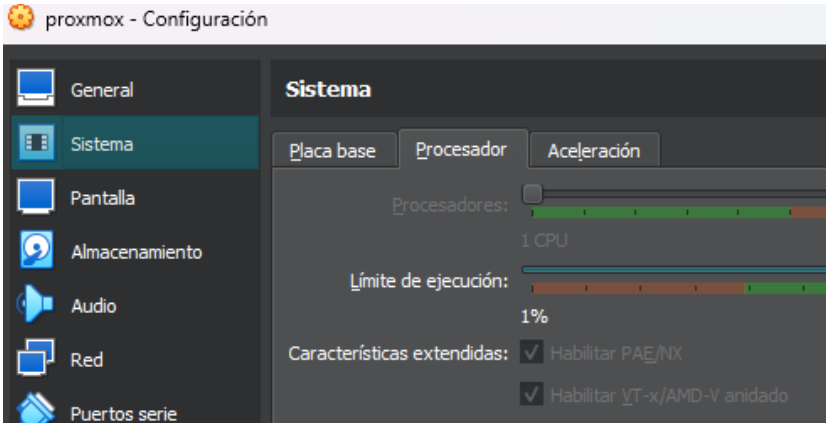 proxmox - Configuración
General
Sistema
Pantalla
Almacenamiento
Audio
Red
Puertos serie
Sistema
Placa base
Procesador
Aceleración
Procesadores:
1 CPU
Límite de ejecución:
1%
Características extendidas:
Habilitar PAE/NX
Habilitar VT-x/AMD-V anidado